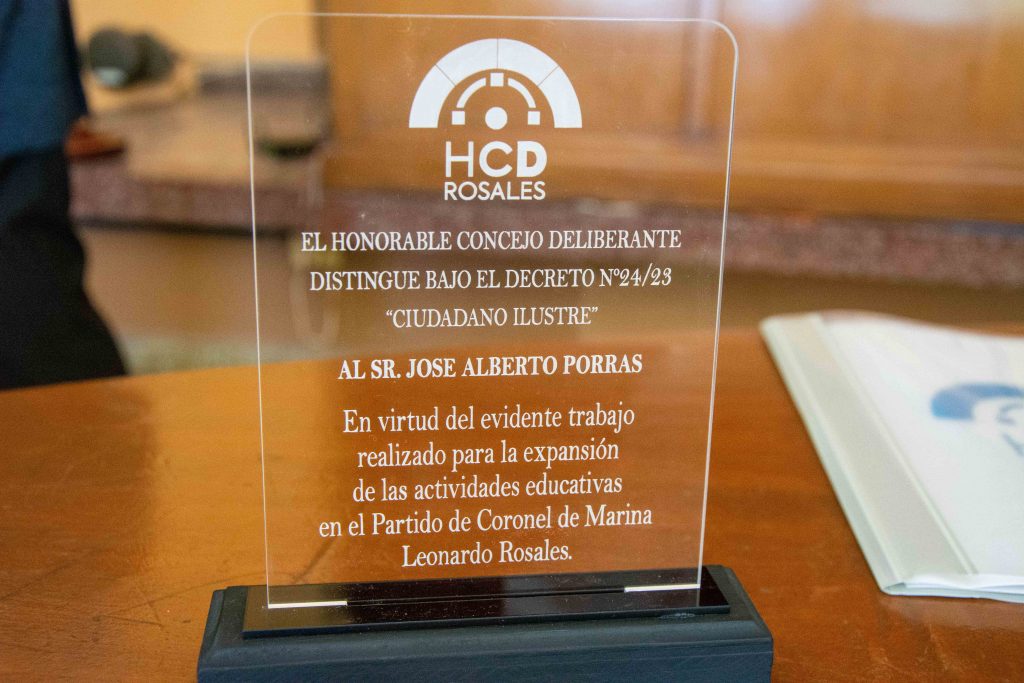 HCD
ROSALES
EL HONORABLE CONCEJO DELIBERANTE
DISTINGUE BAJO EL DECRETO Nº24/23
“CIUDADANO ILUSTRE”
AL SR. JOSE ALBERTO PORRAS
En virtud del evidente trabajo
realizado para la expansión
de las actividades educativas
en el Partido de Coronel de Marina
Leonardo Rosales.